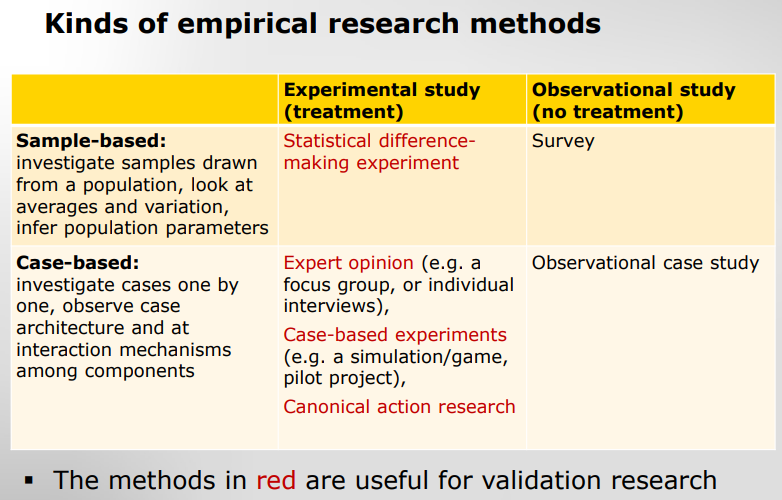 Kinds of empirical research methods
Experimental study
(treatment)
Observational study
(no treatment)
Sample-based:
investigate samples drawn
from a population, look at
averages and variation,
infer population parameters
Statistical difference-
making experiment
Survey
Case-based:
investigate cases one by
one, observe case
architecture and at
interaction mechanisms
among components
Expert opinion (e.g. a
focus group, or individual
interviews),
Case-based experiments
(e.g. a simulation/game,
pilot project),
Canonical action research
Observational case study
▪ The methods in red are useful for validation research